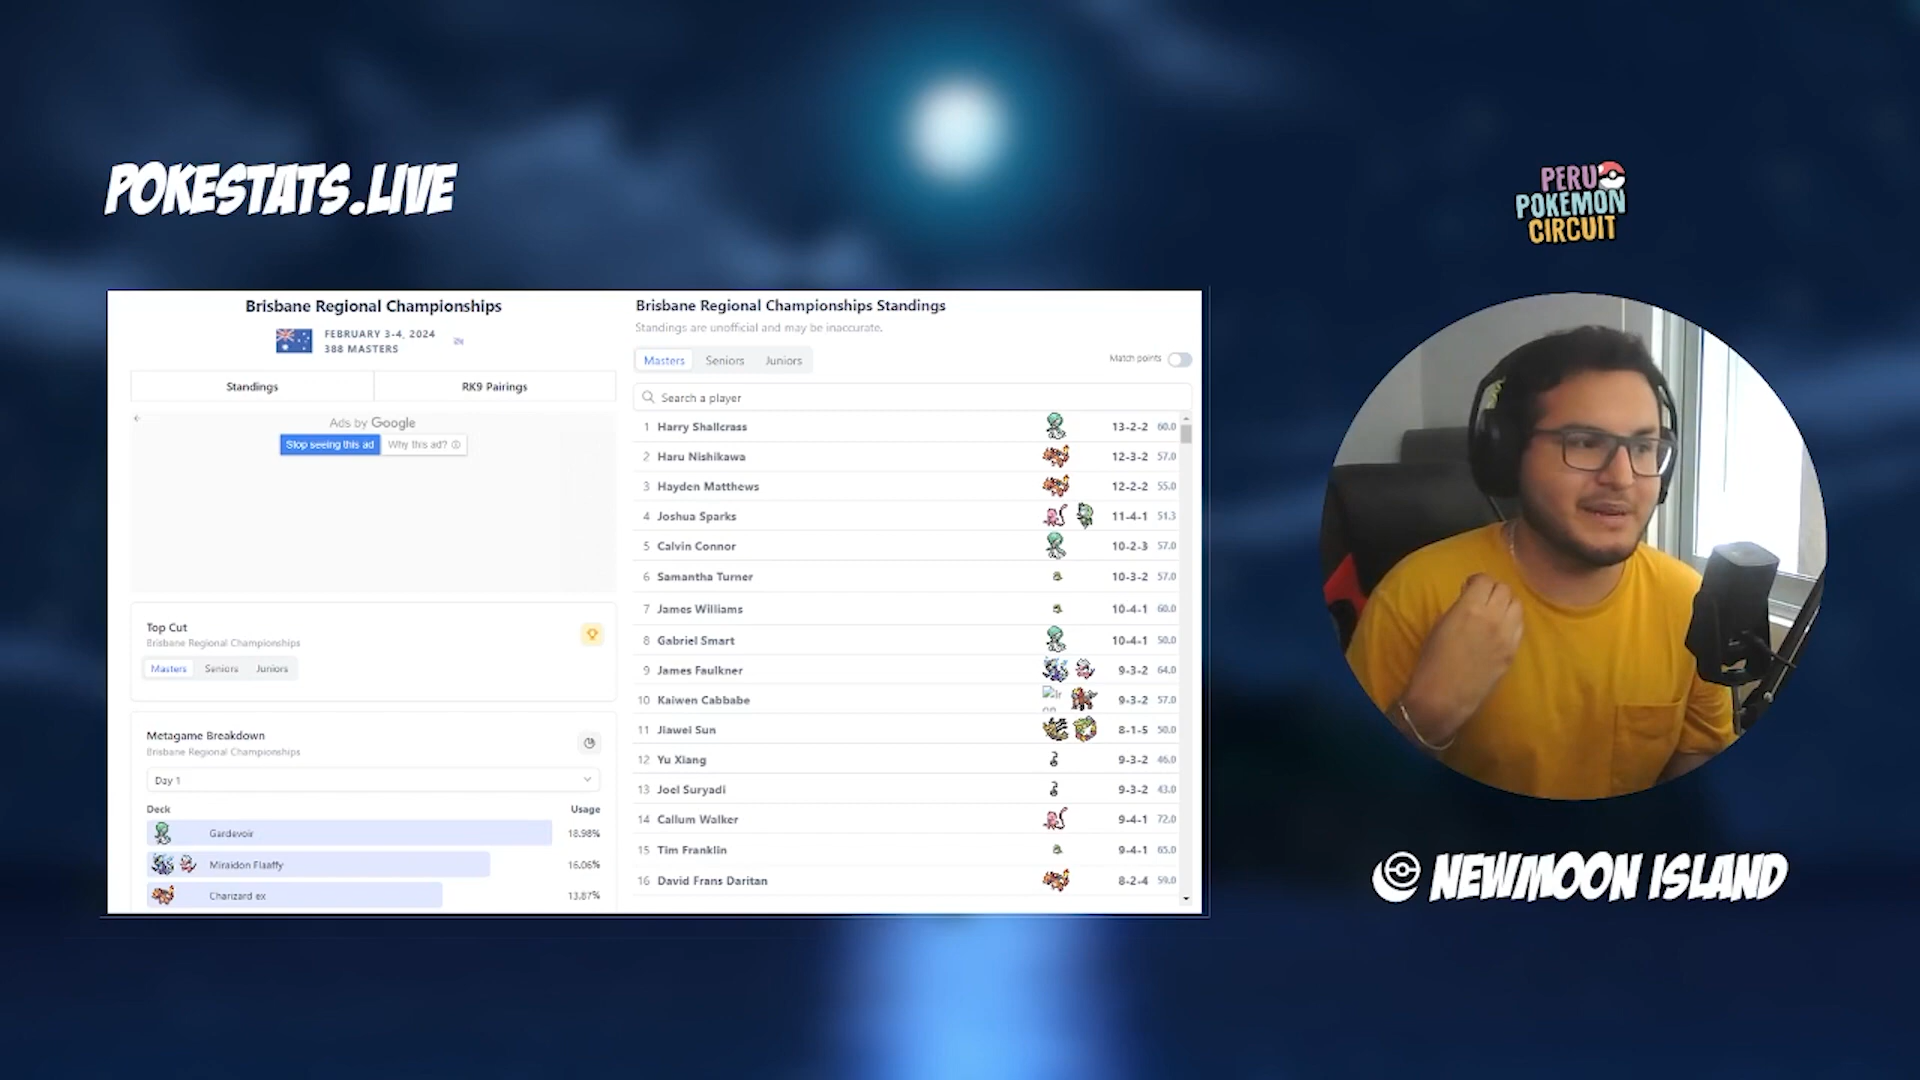 POKESTATS.LIVE
PERU
POKEMON
CIRCUIT
Brisbane Regional Championships
FEBRUARY 3-4, 2024
388 MASTERS
Standings
RK9 Pairings
Ads by Google
Stop seeing this ad
Why this ad?
Top Cut
Brisbane Regional Championships
Masters
Seniors
Juniors
Metagame Breakdown
Brisbane Regional Championships
Day 1
Deck Usage
Gardevoir 18.98%
Miraidon Flaaffy 16.06%
Charizard ex 13.87%
Brisbane Regional Championships Standings
Standings are unofficial and may be inaccurate.
Masters Seniors Juniors
Match points
Search a player
1 Harry Shallcrass 13-2-2 60.0
2 Haru Nishikawa 12-3-2 57.0
3 Hayden Matthews 12-2-2 55.0
4 Joshua Sparks 11-4-1 51.3
5 Calvin Connor 10-2-3 57.0
6 Samantha Turner 10-3-2 57.0
7 James Williams 10-4-1 60.0
8 Gabriel Smart 10-4-1 50.0
9 James Faulkner 9-3-2 64.0
10 Kaiwen Cabbabe 9-3-2 57.0
11 Jiawei Sun 8-1-5 50.0
12 Yu Xiang 9-3-2 46.0
13 Joel Suryadi 9-3-2 43.0
14 Callum Walker 9-4-1 72.0
15 Tim Franklin 9-4-1 65.0
16 David Frans Daritan 8-2-4 59.0
NEWMOON ISLAND